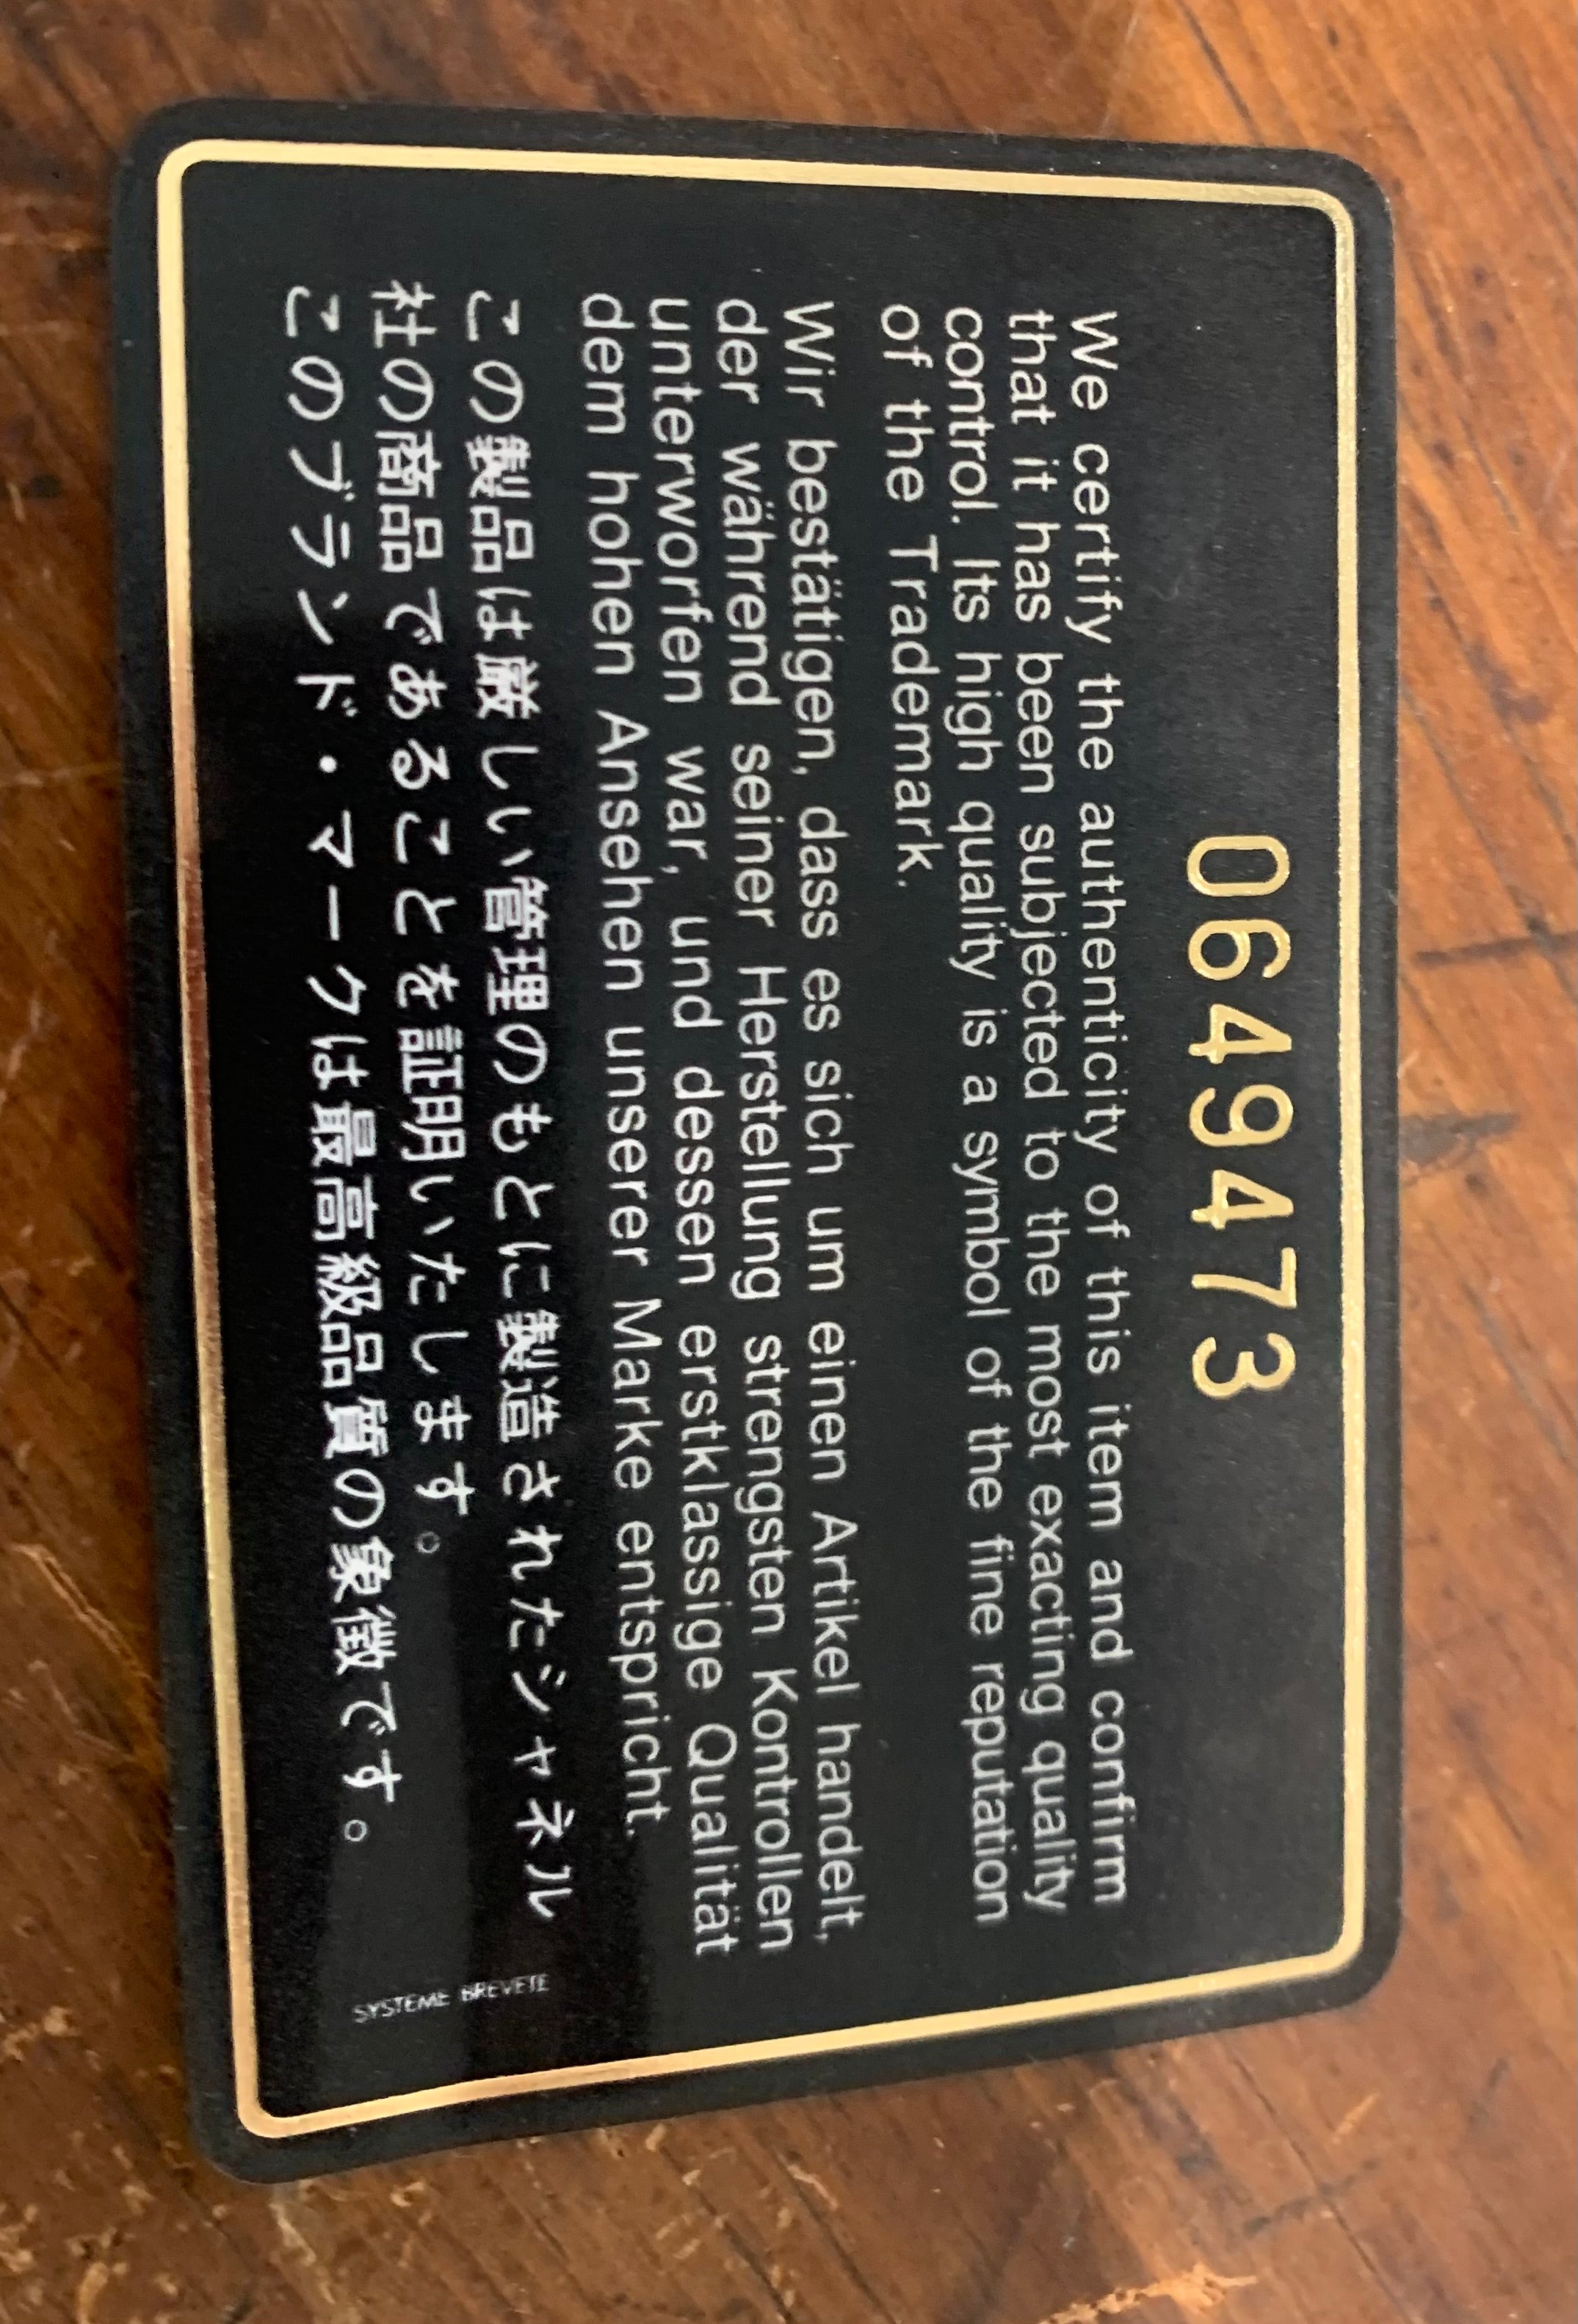 0649473
We certify the authenticity of this item and confirm
that it has been subjected to the most exacting quality
control. Its high quality is a symbol of the fine reputation
of the Trademark.
Wir bestätigen, dass es sich um einen Artikel handelt,
der während seiner Herstellung strengsten Kontrollen
unterworfen war, und dessen erstklassige Qualität
dem hohen Ansehen unserer Marke entspricht.
この製品は厳しい管理のもとに製造されたシャネル
社の商品であることを証明いたします。
このブランド・マークは最高級品質の象徴です。
SYSTEME BREVETE